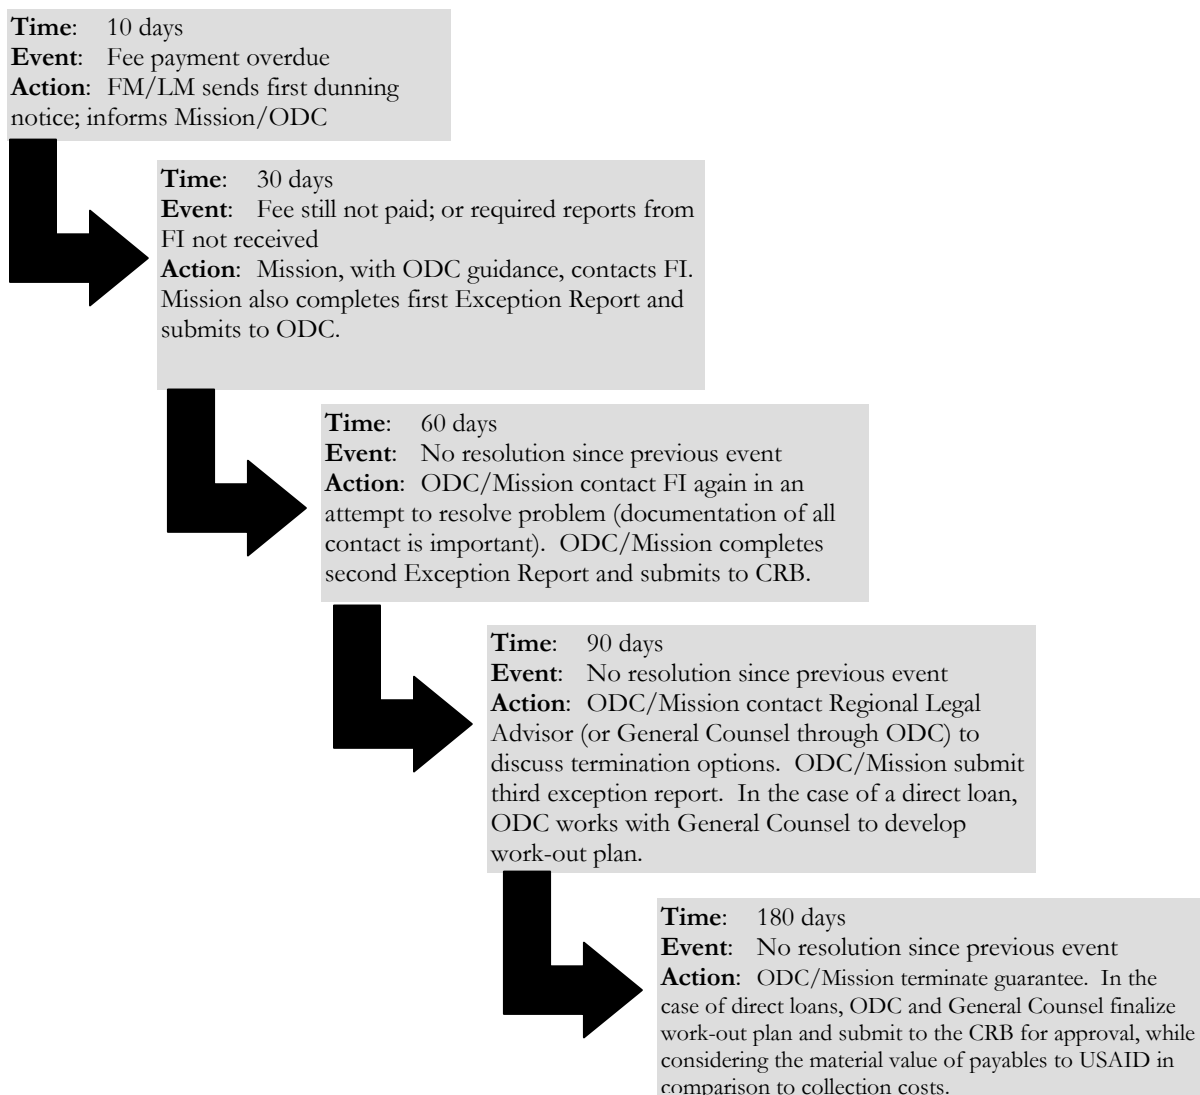 Time: 10 days
Event: Fee payment overdue
Action: FM/LM sends first dunning
notice; informs Mission/ODC
Time: 30 days
Event: Fee still not paid; or required reports from
FI not received
Action: Mission, with ODC guidance, contacts FI.
Mission also completes first Exception Report and
submits to ODC.
Time: 60 days
Event: No resolution since previous event
Action: ODC/Mission contact FI again in an
attempt to resolve problem (documentation of all
contact is important). ODC/Mission completes
second Exception Report and submits to CRB.
Time: 90 days
Event: No resolution since previous event
Action: ODC/Mission contact Regional Legal
Advisor (or General Counsel through ODC) to
discuss termination options. ODC/Mission submit
third exception report. In the case of a direct loan,
ODC works with General Counsel to develop
work-out plan.
Time: 180 days
Event: No resolution since previous event
Action: ODC/Mission terminate guarantee. In the
case of direct loans, ODC and General Counsel finalize
work-out plan and submit to the CRB for approval, while
considering the material value of payables to USAID in
comparison to collection costs.